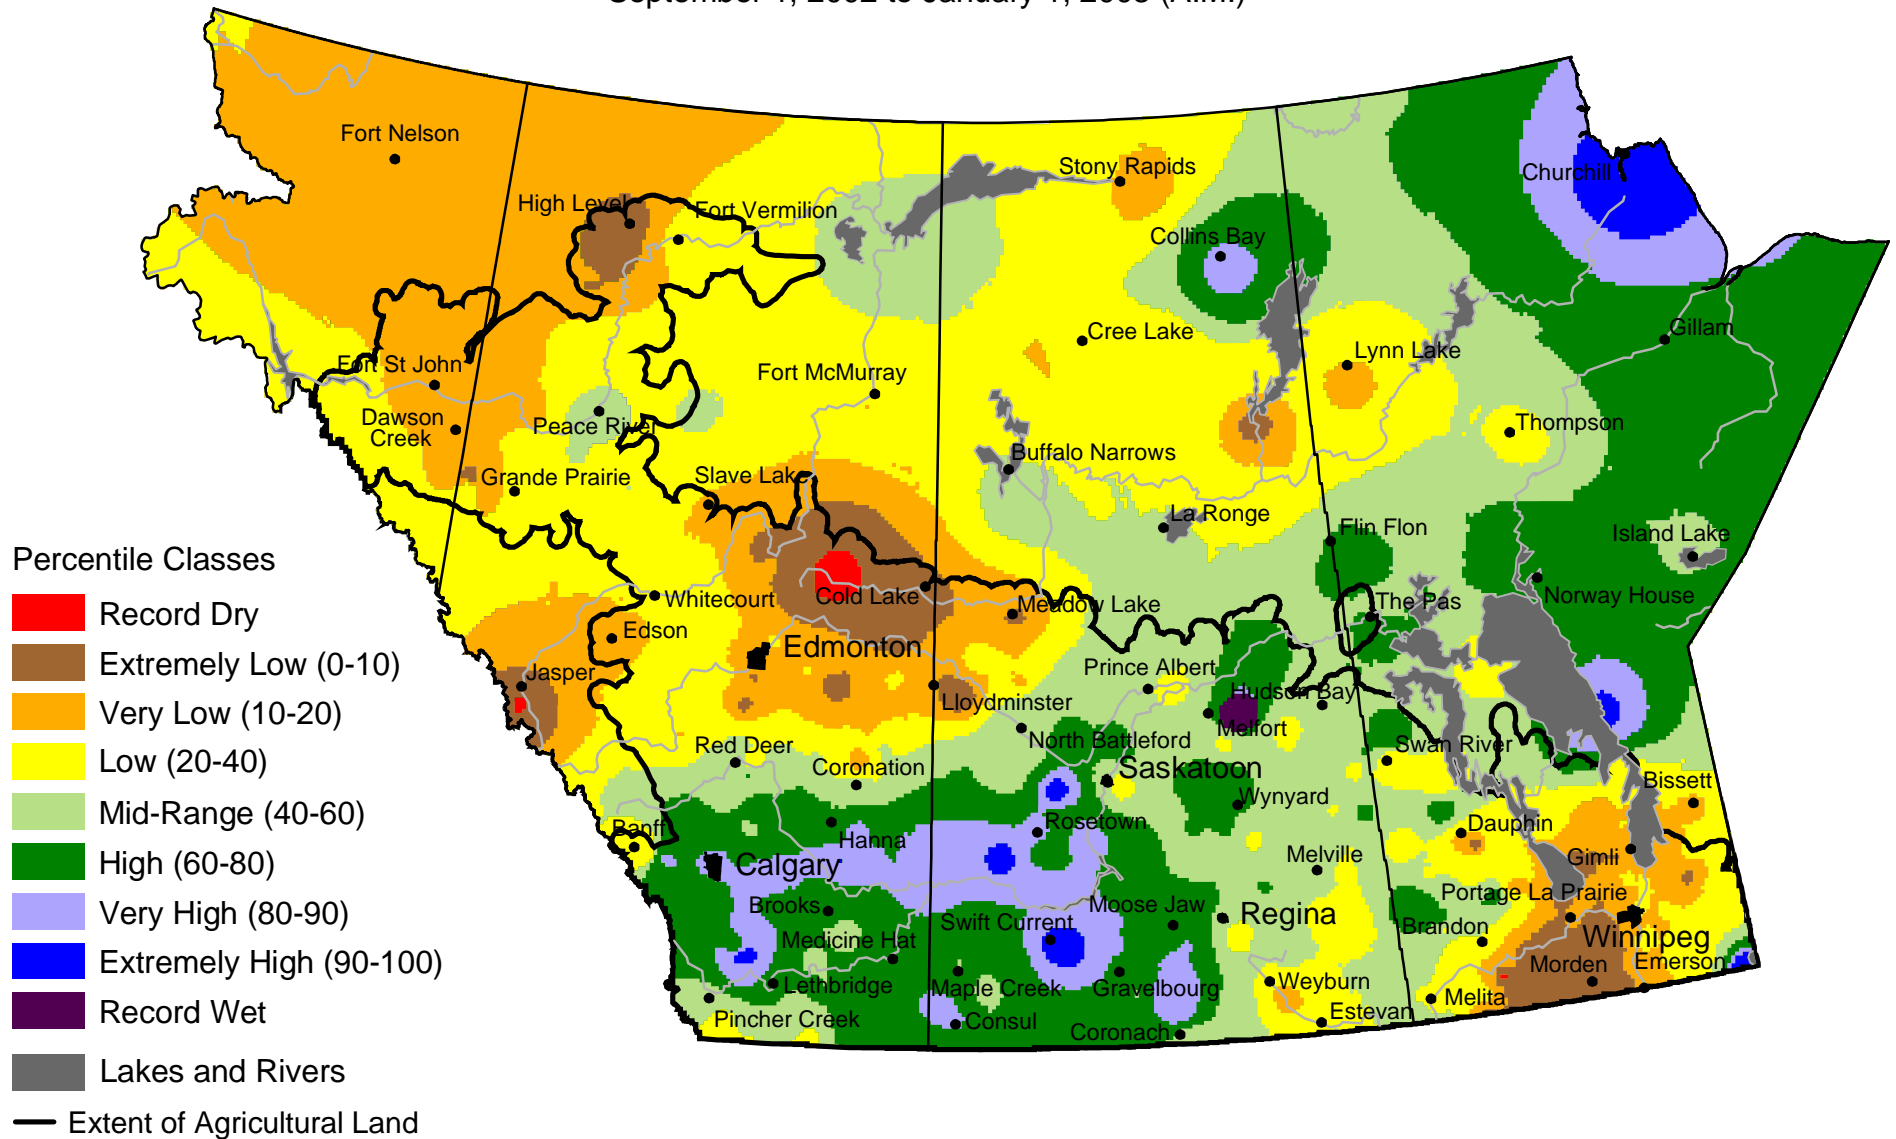 Fort Nelson
Stony Rapids
Churchill
High Level
Fort Vermilion
Collins Bay
Gillam
Cree Lake
Lynn Lake
Fort St John
Fort McMurray
Dawson
Creek
Peace River
Thompson
Buffalo Narrows
Grande Prairie
Slave Lake
La Ronge
Flin Flon
Island Lake
Percentile Classes
Record Dry
Extremely Low (0-10)
Very Low (10-20)
Low (20-40)
Mid-Range (40-60)
High (60-80)
Very High (80-90)
Extremely High (90-100)
Record Wet
Lakes and Rivers
Extent of Agricultural Land
Whitecourt
Cold Lake
Meadow Lake
The Pas
Norway House
Edson
Edmonton
Jasper
Prince Albert
Hudson Bay
Lloydminster
Melfort
North Battleford
Red Deer
Swan River
Coronation
Saskatoon
Bissett
Wynyard
Banff
Hanna
Rosetown
Dauphin
Calgary
Melville
Gimli
Brooks
Moose Jaw
Portage La Prairie
Swift Current
Regina
Brandon
Medicine Hat
Winnipeg
Morden
Emerson
Lethbridge
Maple Creek
Gravelbourg
Weyburn
Melita
Pincher Creek
Consul
Coronach
Estevan